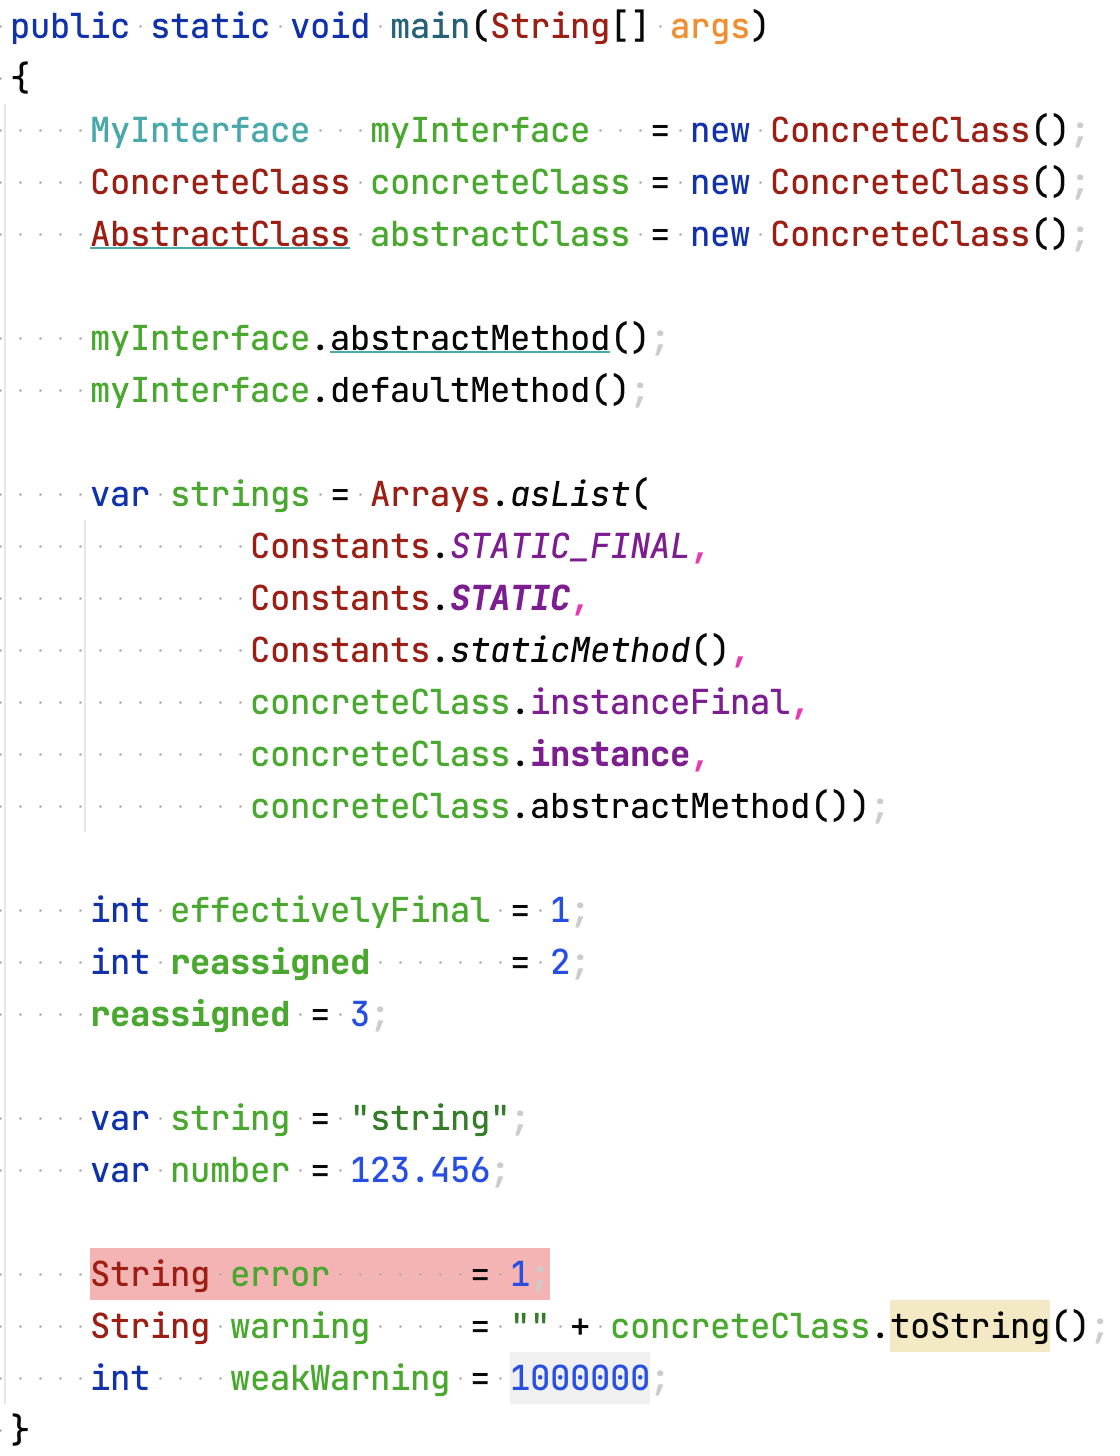 public static void main(String[] args)
{
    MyInterface   myInterface   = new ConcreteClass();
    ConcreteClass concreteClass = new ConcreteClass();
    AbstractClass abstractClass = new ConcreteClass();

    myInterface.abstractMethod();
    myInterface.defaultMethod();

    var strings = Arrays.asList(
            Constants.STATIC_FINAL,
            Constants.STATIC,
            Constants.staticMethod(),
            concreteClass.instanceFinal,
            concreteClass.instance,
            concreteClass.abstractMethod());

    int effectivelyFinal = 1;
    int reassigned       = 2;
    reassigned = 3;

    var string = "string";
    var number = 123.456;

    String error       = 1;
    String warning     = "" + concreteClass.toString();
    int    weakWarning = 1000000;
}